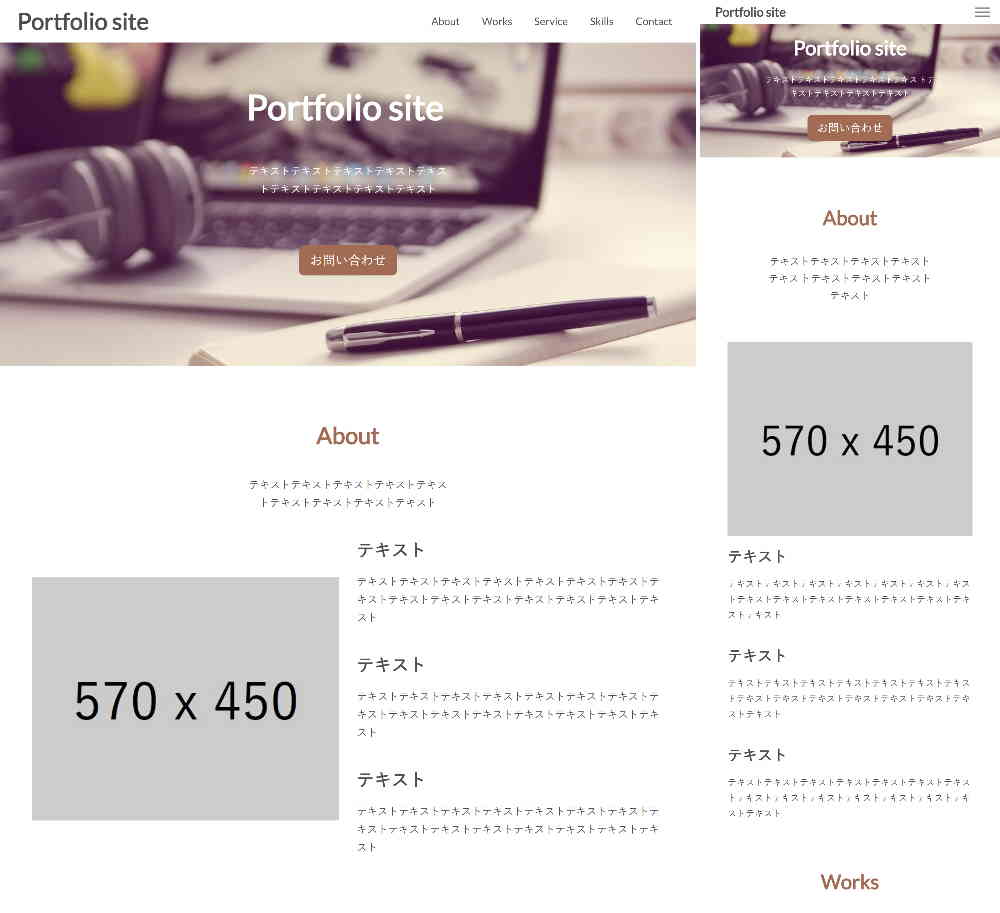 Portfolio site
About
Works
Service
Skills
Contact
Portfolio site
テキストテキストテキストテキストテキス
トテキストテキストテキストテキスト
お問い合わせ
About
テキストテキストテキストテキストテキス
トテキストテキストテキストテキスト
570 x 450
テキスト
テキストテキストテキストテキストテキストテキストテキストテ
キストテキストテキストテキストテキストテキストテキストテキ
スト
テキスト
テキストテキストテキストテキストテキストテキストテキストテ
キストテキストテキストテキストテキストテキストテキストテキ
スト
テキスト
テキストテキストテキストテキストテキストテキストテキストテ
キストテキストテキストテキストテキストテキストテキストテキ
スト
Portfolio site
Portfolio site
テキストテキストテキストテキストテキストテ
キストテキストテキストテキスト
お問い合わせ
About
テキストテキストテキストテキスト
テキストテキストテキストテキスト
テキスト
570 x 450
テキスト
テキストテキストテキストテキストテキストテキストテキス
トテキストテキストテキストテキストテキストテキストテキ
ストテキスト
テキスト
テキストテキストテキストテキストテキストテキストテキス
トテキストテキストテキストテキストテキストテキストテキ
ストテキスト
テキスト
テキストテキストテキストテキストテキストテキストテキス
トテキストテキストテキストテキストテキストテキストテキ
ストテキスト
Works